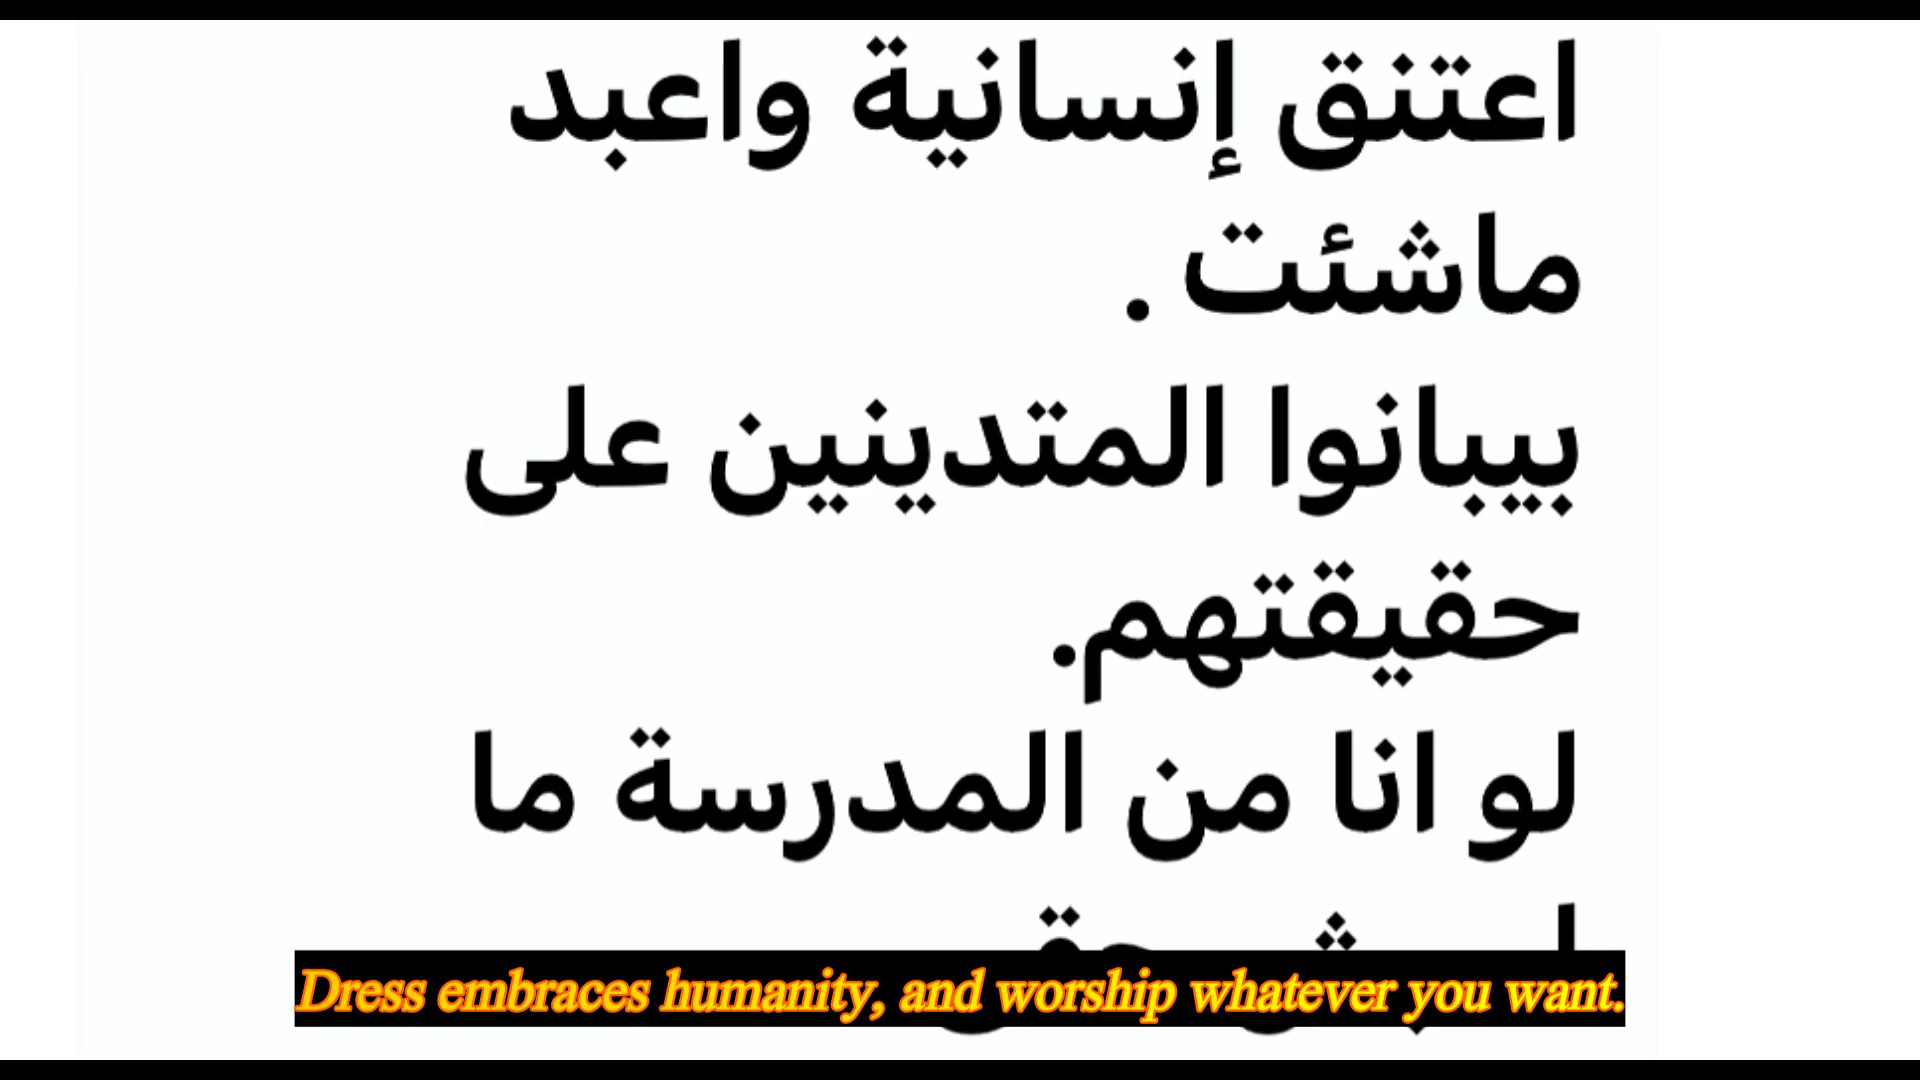 اعتنق إنسانية واعبد
ماشئت .
بيبانوا المتدينين على
حقيقتهم.
لو انا من المدرسة ما
Dress embraces humanity, and worship whatever you want.